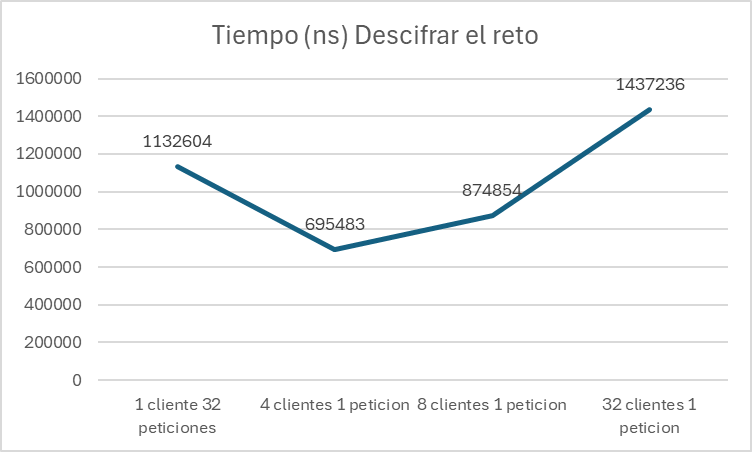 Tiempo (ns) Descifrar el reto
1600000
1400000
1200000
1000000
800000
600000
400000
200000
0
1132604
695483
874854
1437236
1 cliente 32
peticiones
4 clientes 1 peticion
8 clientes 1 peticion
32 clientes 1
peticion